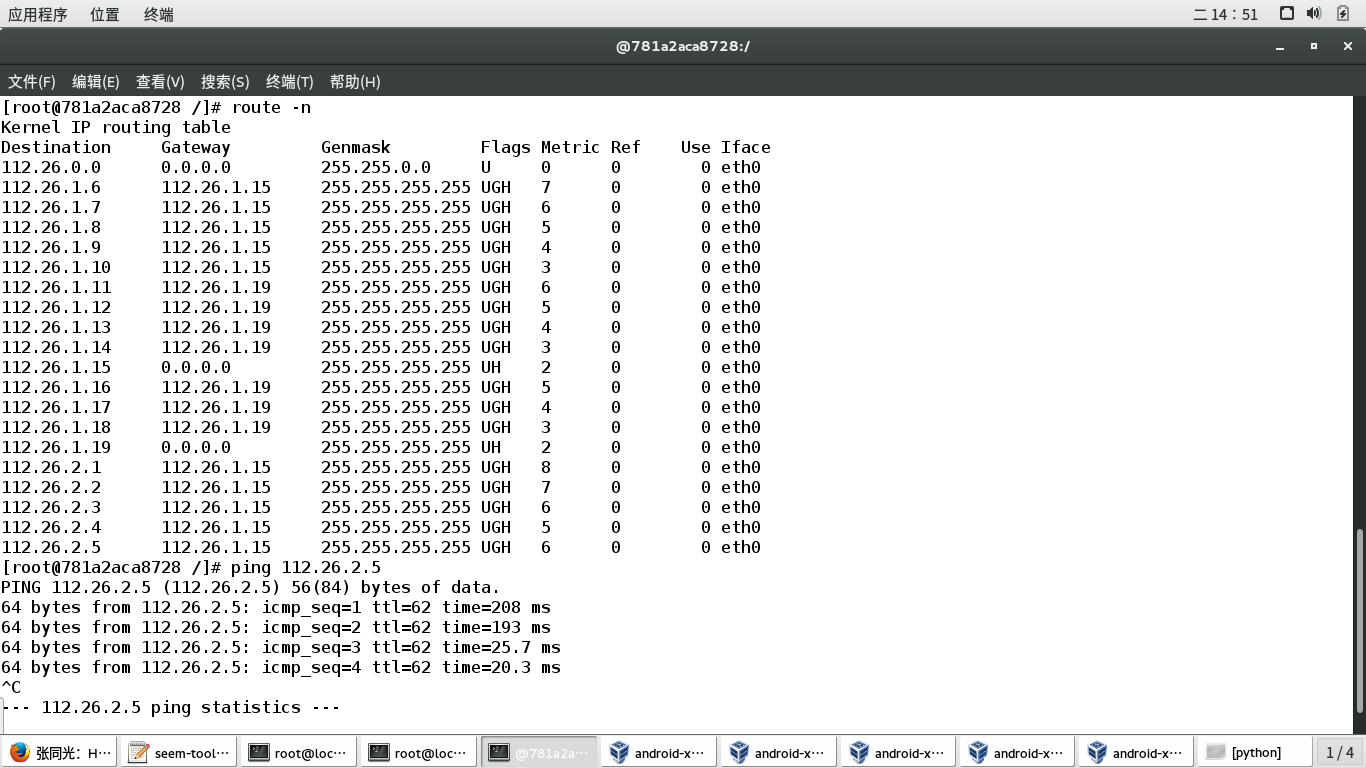 应用程序 位置 终端 二 14：51
@781a2aca8728:/
文件(F) 编辑(E) 查看(V) 搜索(S) 终端(T) 帮助(H)
[root@781a2aca8728 /]# route -n
Kernel IP routing table
Destination Gateway Genmask Flags Metric Ref Use Iface
112.26.0.0 0.0.0.0 255.255.0.0 U 0 0 0 eth0
112.26.1.6 112.26.1.15 255.255.255.255 UGH 7 0 0 eth0
112.26.1.7 112.26.1.15 255.255.255.255 UGH 6 0 0 eth0
112.26.1.8 112.26.1.15 255.255.255.255 UGH 5 0 0 eth0
112.26.1.9 112.26.1.15 255.255.255.255 UGH 4 0 0 eth0
112.26.1.10 112.26.1.15 255.255.255.255 UGH 3 0 0 eth0
112.26.1.11 112.26.1.19 255.255.255.255 UGH 6 0 0 eth0
112.26.1.12 112.26.1.19 255.255.255.255 UGH 5 0 0 eth0
112.26.1.13 112.26.1.19 255.255.255.255 UGH 4 0 0 eth0
112.26.1.14 112.26.1.19 255.255.255.255 UGH 3 0 0 eth0
112.26.1.15 0.0.0.0 255.255.255.255 UH 2 0 0 eth0
112.26.1.16 112.26.1.19 255.255.255.255 UGH 5 0 0 eth0
112.26.1.17 112.26.1.19 255.255.255.255 UGH 4 0 0 eth0
112.26.1.18 112.26.1.19 255.255.255.255 UGH 3 0 0 eth0
112.26.1.19 0.0.0.0 255.255.255.255 UH 2 0 0 eth0
112.26.2.1 112.26.1.15 255.255.255.255 UGH 8 0 0 eth0
112.26.2.2 112.26.1.15 255.255.255.255 UGH 7 0 0 eth0
112.26.2.3 112.26.1.15 255.255.255.255 UGH 6 0 0 eth0
112.26.2.4 112.26.1.15 255.255.255.255 UGH 5 0 0 eth0
112.26.2.5 112.26.1.15 255.255.255.255 UGH 6 0 0 eth0
[root@781a2aca8728 /]# ping 112.26.2.5
PING 112.26.2.5 (112.26.2.5) 56(84) bytes of data.
64 bytes from 112.26.2.5: icmp_seq=1 ttl=62 time=208 ms
64 bytes from 112.26.2.5: icmp_seq=2 ttl=62 time=193 ms
64 bytes from 112.26.2.5: icmp_seq=3 ttl=62 time=25.7 ms
64 bytes from 112.26.2.5: icmp_seq=4 ttl=62 time=20.3 ms
^C
--- 112.26.2.5 ping statistics ---
张同光：H… seem-tool… root@loc… root@loc… @781a2a… android-x… android-x… android-x… android-x… android-x… [python] 1 / 4